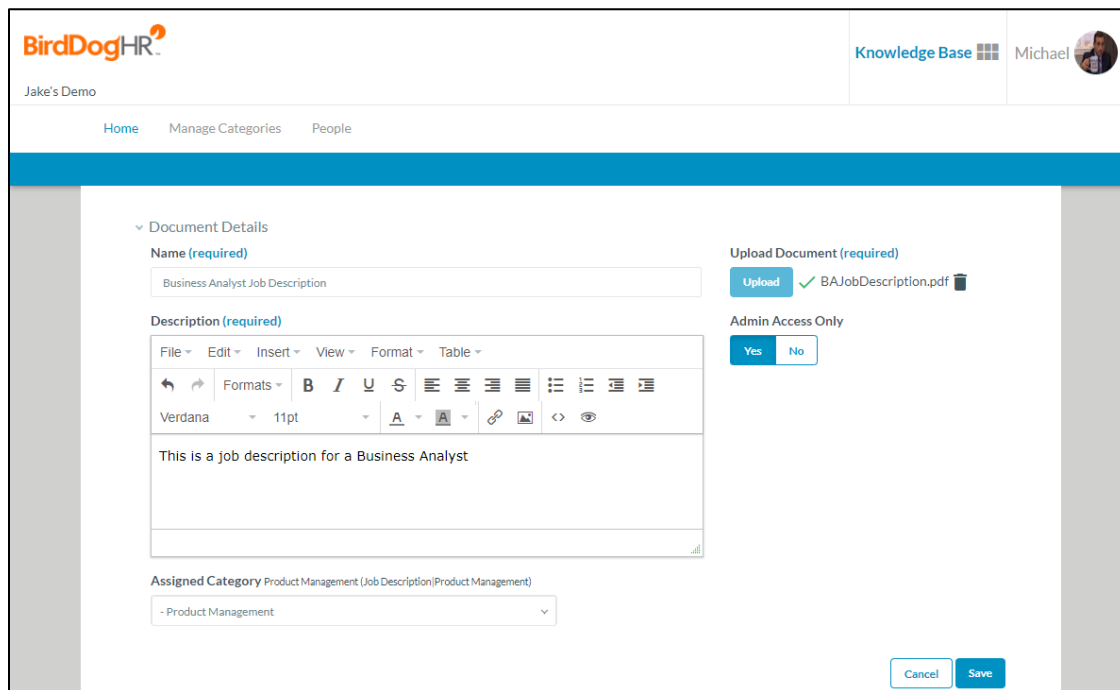 BirdDogHR™
Knowledge Base
Michael
Jake's Demo
Home Manage Categories People
Document Details
Name (required)
Business Analyst Job Description
Upload Document (required)
Upload BAJobDescription.pdf
Description (required)
Admin Access Only
Yes No
File Edit Insert View Format Table
Formats B I U S
Verdana 11pt A A
This is a job description for a Business Analyst
Assigned Category Product Management (Job Description|Product Management)
- Product Management
Cancel Save